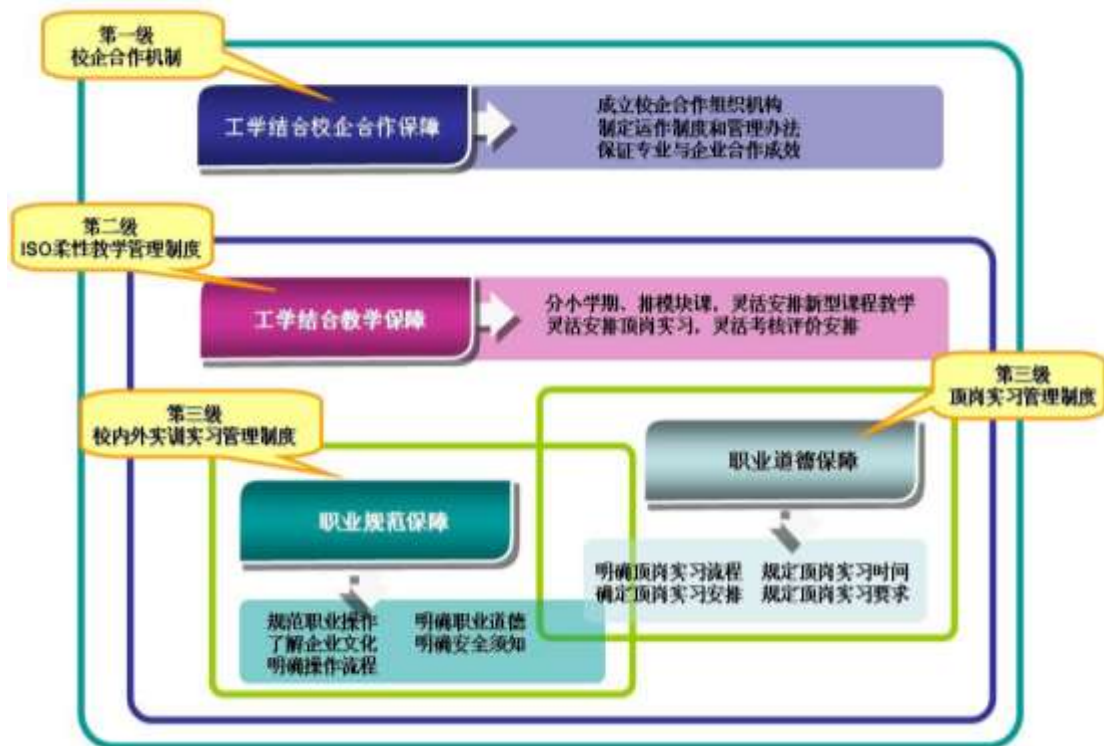 第一级
校企合作机制
工学结合校企合作保障
成立校企合作组织机构
制定运作制度和管理办法
保证专业与企业合作成效
第二级
ISO柔性教学管理制度
工学结合教学保障
分小学期、排模块课，灵活安排新型课程教学
灵活安排顶岗实习，灵活考核评价安排
第三级
顶岗实习管理制度
第三级
校内外实训实习管理制度
职业道德保障
职业规范保障
明确顶岗实习流程 规定顶岗实习时间
确定顶岗实习安排 规定顶岗实习要求
规范职业操作 明确职业道德
了解企业文化 明确安全须知
明确操作流程